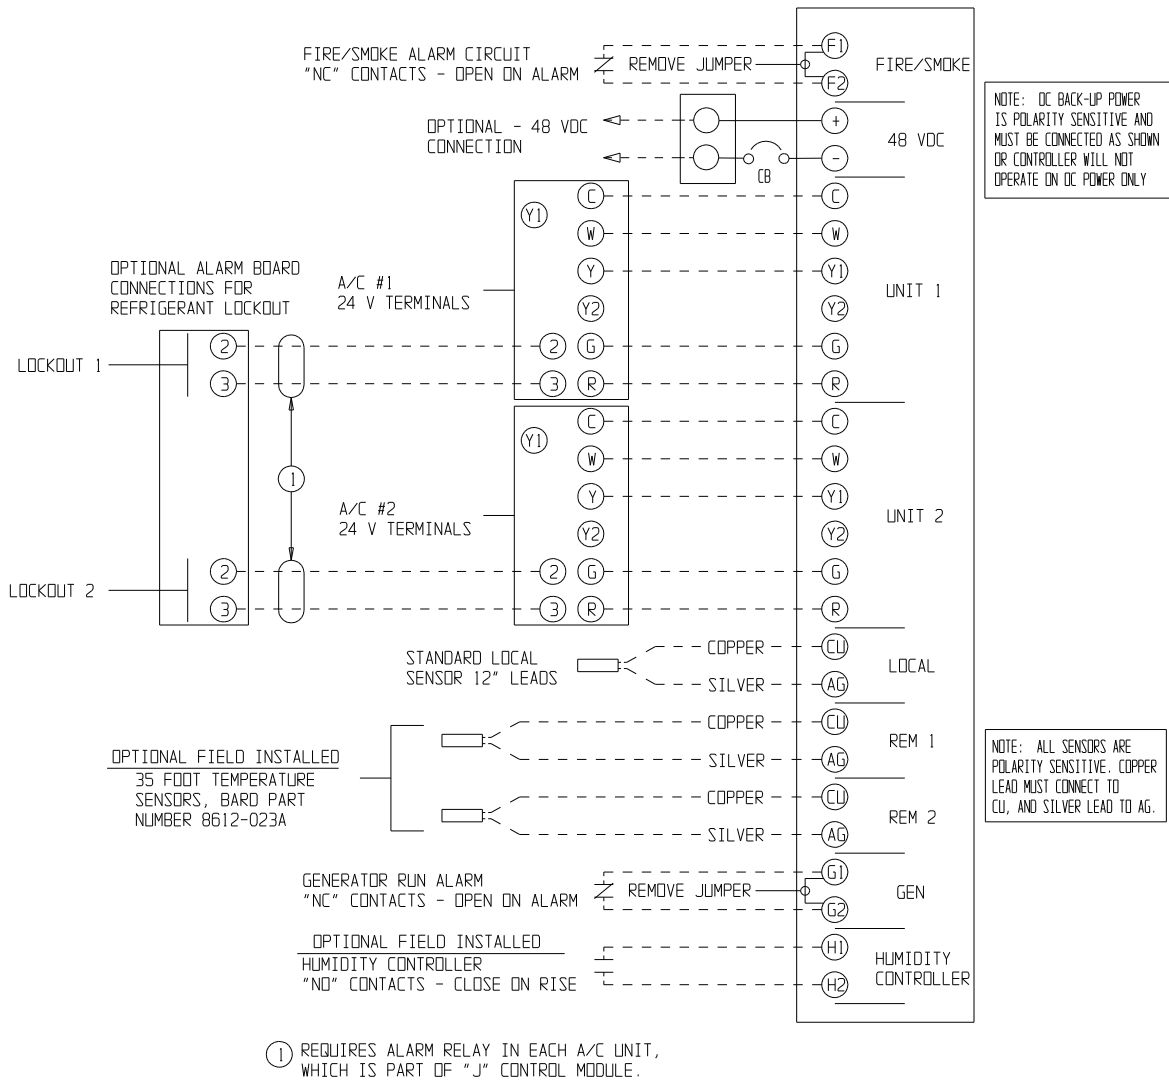 FIRE/SMOKE ALARM CIRCUIT
"NC" CONTACTS - OPEN ON ALARM
REMOVE JUMPER
F1
F2
FIRE/SMOKE
NOTE: DC BACK-UP POWER
IS POLARITY SENSITIVE AND
MUST BE CONNECTED AS SHOWN
OR CONTROLLER WILL NOT
OPERATE ON DC POWER ONLY
OPTIONAL - 48 VDC
CONNECTION
CB
+
-
48 VDC
OPTIONAL ALARM BOARD
CONNECTIONS FOR
REFRIGERANT LOCKOUT
A/C #1
24 V TERMINALS
Y1
C
W
Y
Y2
2
G
3
R
C
W
Y1
Y2
G
R
UNIT 1
LOCKOUT 1
2
3
1
A/C #2
24 V TERMINALS
Y1
C
W
Y
Y2
2
G
3
R
C
W
Y1
Y2
G
R
UNIT 2
LOCKOUT 2
2
3
STANDARD LOCAL
SENSOR 12" LEADS
COPPER
SILVER
CU
AG
LOCAL
OPTIONAL FIELD INSTALLED
35 FOOT TEMPERATURE
SENSORS, BARD PART
NUMBER 8612-023A
COPPER
SILVER
CU
AG
REM 1
COPPER
SILVER
CU
AG
REM 2
NOTE: ALL SENSORS ARE
POLARITY SENSITIVE. COPPER
LEAD MUST CONNECT TO
CU, AND SILVER LEAD TO AG.
GENERATOR RUN ALARM
"NC" CONTACTS - OPEN ON ALARM
REMOVE JUMPER
G1
G2
GEN
OPTIONAL FIELD INSTALLED
HUMIDITY CONTROLLER
"NO" CONTACTS - CLOSE ON RISE
H1
H2
HUMIDITY
CONTROLLER
1 REQUIRES ALARM RELAY IN EACH A/C UNIT,
WHICH IS PART OF "J" CONTROL MODULE.